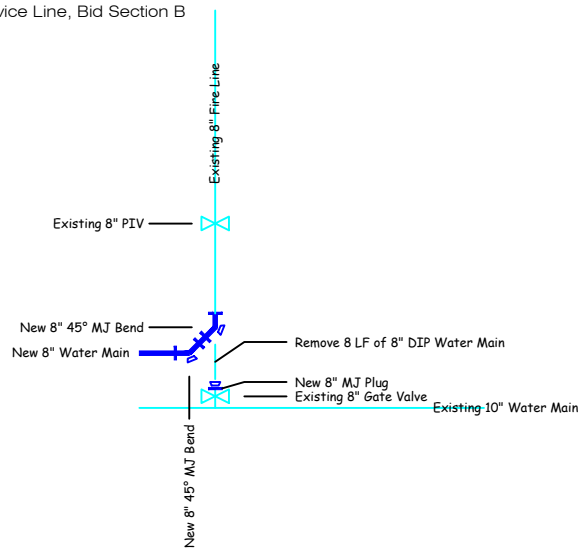 vice Line, Bid Section B
Existing 8" Fire Line
Existing 8" PIV
New 8" 45° MJ Bend
New 8" Water Main
Remove 8 LF of 8" DIP Water Main
New 8" MJ Plug
Existing 8" Gate Valve
Existing 10" Water Main
New 8" 45° MJ Bend